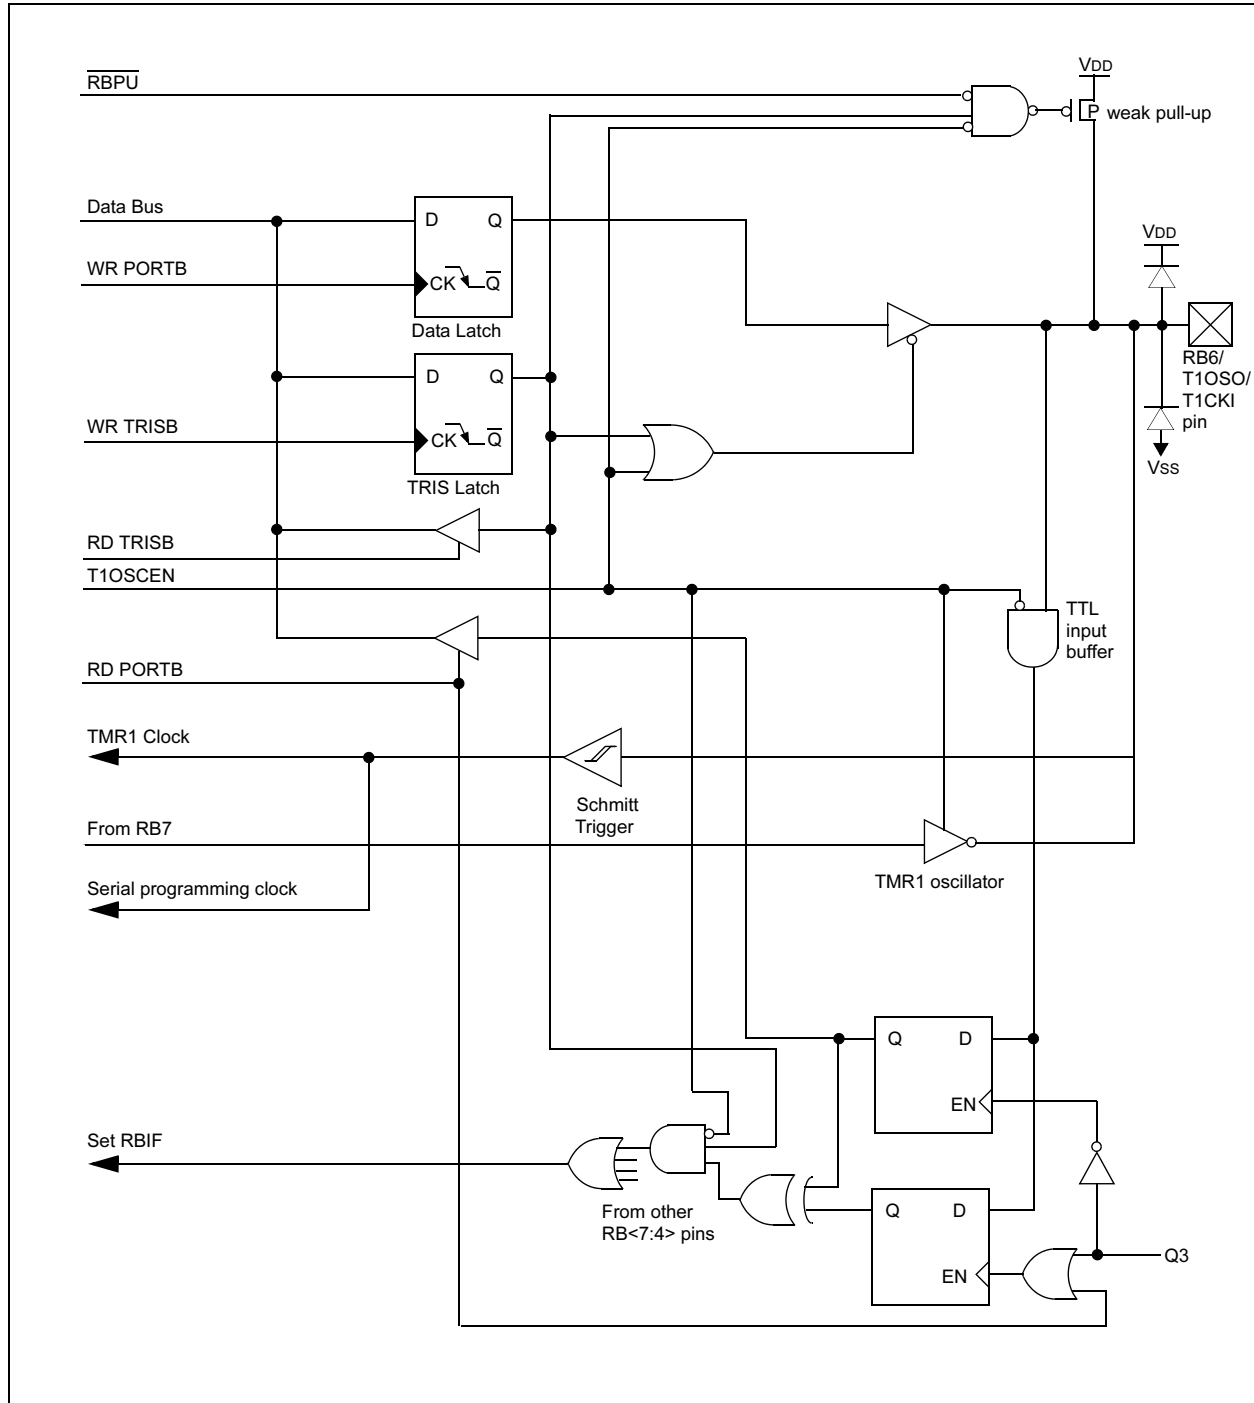 RBPU
VDD
P weak pull-up
Data Bus
D Q
VDD
WR PORTB
CK Q
Data Latch
D Q
RB6/
T1OSO/
T1CKI
pin
WR TRISB
CK Q
VSS
TRIS Latch
RD TRISB
T1OSCEN
TTL
input
buffer
RD PORTB
TMR1 Clock
Schmitt
Trigger
From RB7
TMR1 oscillator
Serial programming clock
Q D
EN
Set RBIF
From other
RB<7:4> pins
Q D
Q3
EN